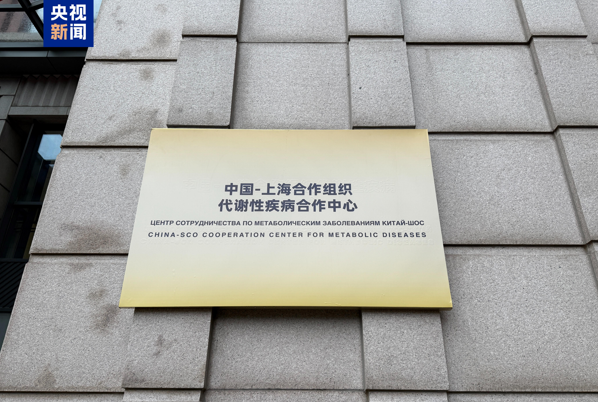 央视
新闻
中国-上海合作组织
代谢性疾病合作中心
ЦЕНТР СОТРУДНИЧЕСТВА ПО МЕТАБОЛИЧЕСКИМ ЗАБОЛЕВАНИЯМ КИТАЙ-ШОС
CHINA-SCO COOPERATION CENTER FOR METABOLIC DISEASES